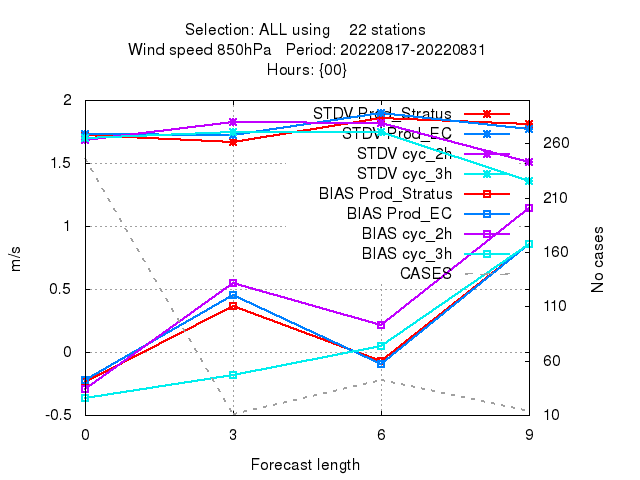 Selection: ALL using    22 stations
Wind speed 850hPa   Period: 20220817-20220831
Hours: {00}
2
1.5
1
0.5
0
-0.5
m/s
STDV Prod_Stratus
STDV Prod_EC
STDV cyc_2h
STDV cyc_3h
BIAS Prod_Stratus
BIAS Prod_EC
BIAS cyc_2h
BIAS cyc_3h
CASES
260
210
160
110
60
10
No cases
0 3 6 9
Forecast length